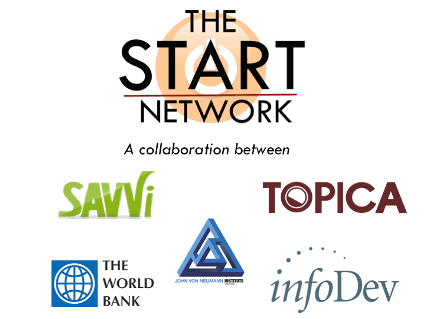 THE
START
NETWORK
A collaboration between
SAVVi
TOPICA
JOHN VON NEUMANN INSTITUTE
THE
WORLD
BANK
infoDev